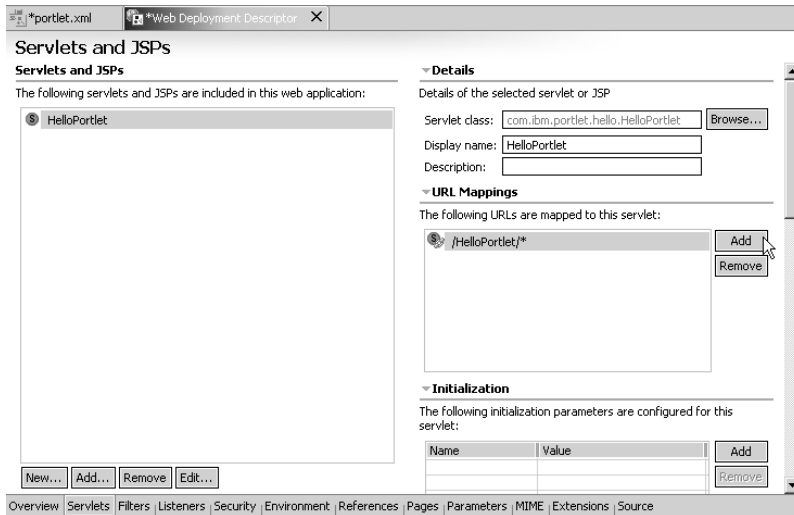 *portlet.xml *Web Deployment Descriptor
Servlets and JSPs
Servlets and JSPs
The following servlets and JSPs are included in this web application:
S HelloPortlet
New... Add... Remove Edit...
Details
Details of the selected servlet or JSP
Servlet class: com.ibm.portlet.hello.HelloPortlet Browse...
Display name: HelloPortlet
Description:
URL Mappings
The following URLs are mapped to this servlet:
S /HelloPortlet/* Add
Remove
Initialization
The following initialization parameters are configured for this
servlet:
Name Value Add
Remove
Overview Servlets Filters Listeners Security Environment References Pages Parameters MIME Extensions Source